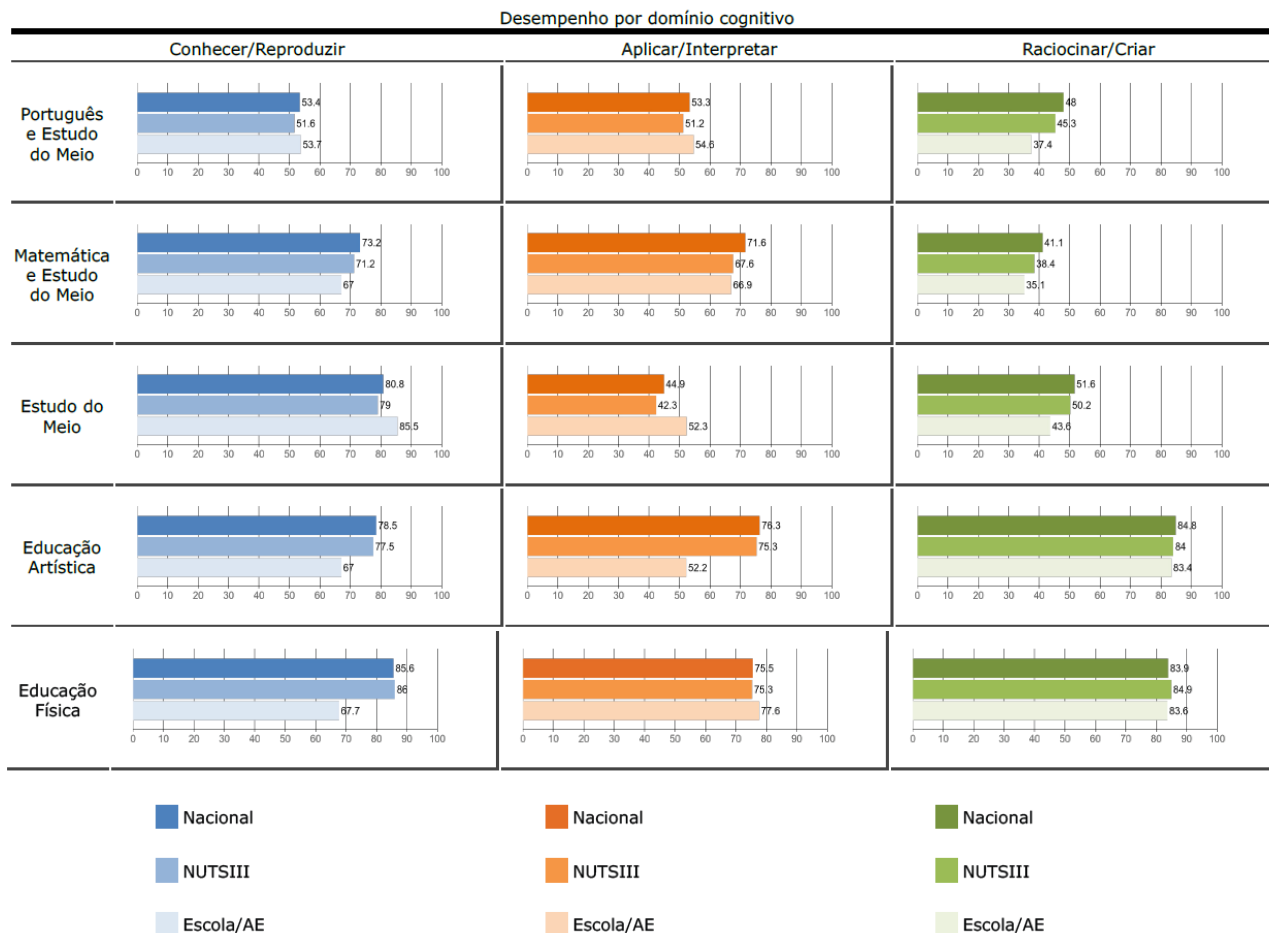 Desempenho por domínio cognitivo
Conhecer/Reproduzir Aplicar/Interpretar Raciocinar/Criar
Português
e Estudo
do Meio
53.4
51.6
53.7
0 10 20 30 40 50 60 70 80 90 100
53.3
51.2
54.6
0 10 20 30 40 50 60 70 80 90 100
48
45.3
37.4
0 10 20 30 40 50 60 70 80 90 100
Matemática
e Estudo
do Meio
73.2
71.2
67
0 10 20 30 40 50 60 70 80 90 100
71.6
67.6
66.9
0 10 20 30 40 50 60 70 80 90 100
41.1
38.4
35.1
0 10 20 30 40 50 60 70 80 90 100
Estudo do
Meio
80.8
79
85.5
0 10 20 30 40 50 60 70 80 90 100
44.9
42.3
52.3
0 10 20 30 40 50 60 70 80 90 100
51.6
50.2
43.6
0 10 20 30 40 50 60 70 80 90 100
Educação
Artística
78.5
77.5
67
0 10 20 30 40 50 60 70 80 90 100
76.3
75.3
52.2
0 10 20 30 40 50 60 70 80 90 100
84.8
84
83.4
0 10 20 30 40 50 60 70 80 90 100
Educação
Física
85.6
86
67.7
0 10 20 30 40 50 60 70 80 90 100
75.5
75.3
77.6
0 10 20 30 40 50 60 70 80 90 100
83.9
84.9
83.6
0 10 20 30 40 50 60 70 80 90 100
Nacional Nacional Nacional
NUTSIII NUTSIII NUTSIII
Escola/AE Escola/AE Escola/AE